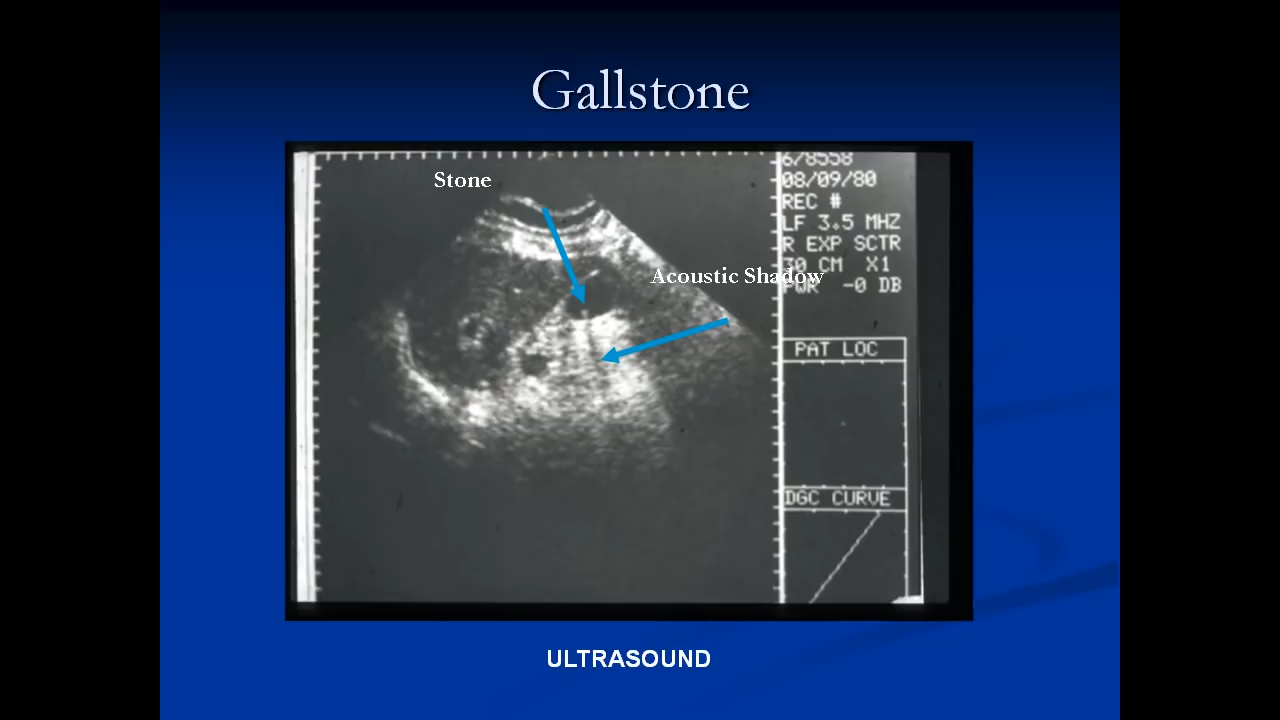 Gallstone
Stone
Acoustic Shadow
6/8558
08/09/80
REC #
LF 3.5 MHZ
R EXP SCTR
30 CM X1
PWR -0 DB
PAT LOC
DGC CURVE
ULTRASOUND